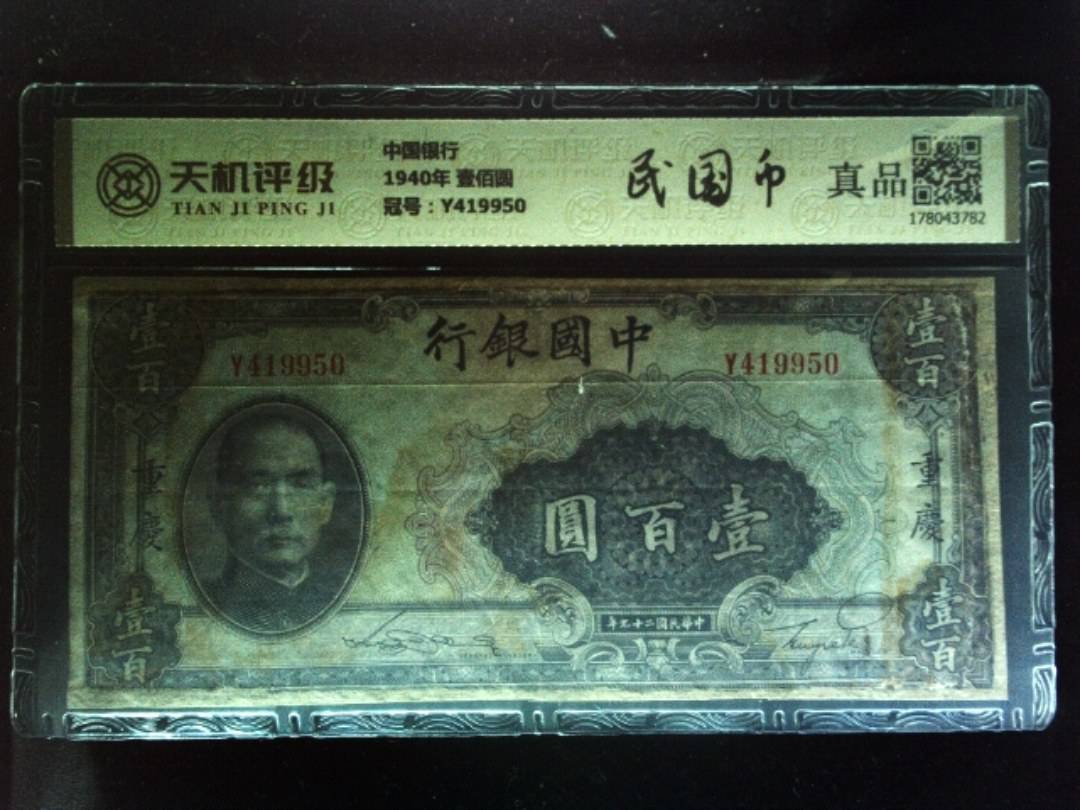 天机评级
TIAN JI PING JI
中国银行
1940年 壹佰圆
冠号：Y419950
民国币
真品
178043782
壹百
行銀國中
壹百
Y419950
Y419950
重慶
重慶
圓百壹
壹百
年九十二國民華中
壹百